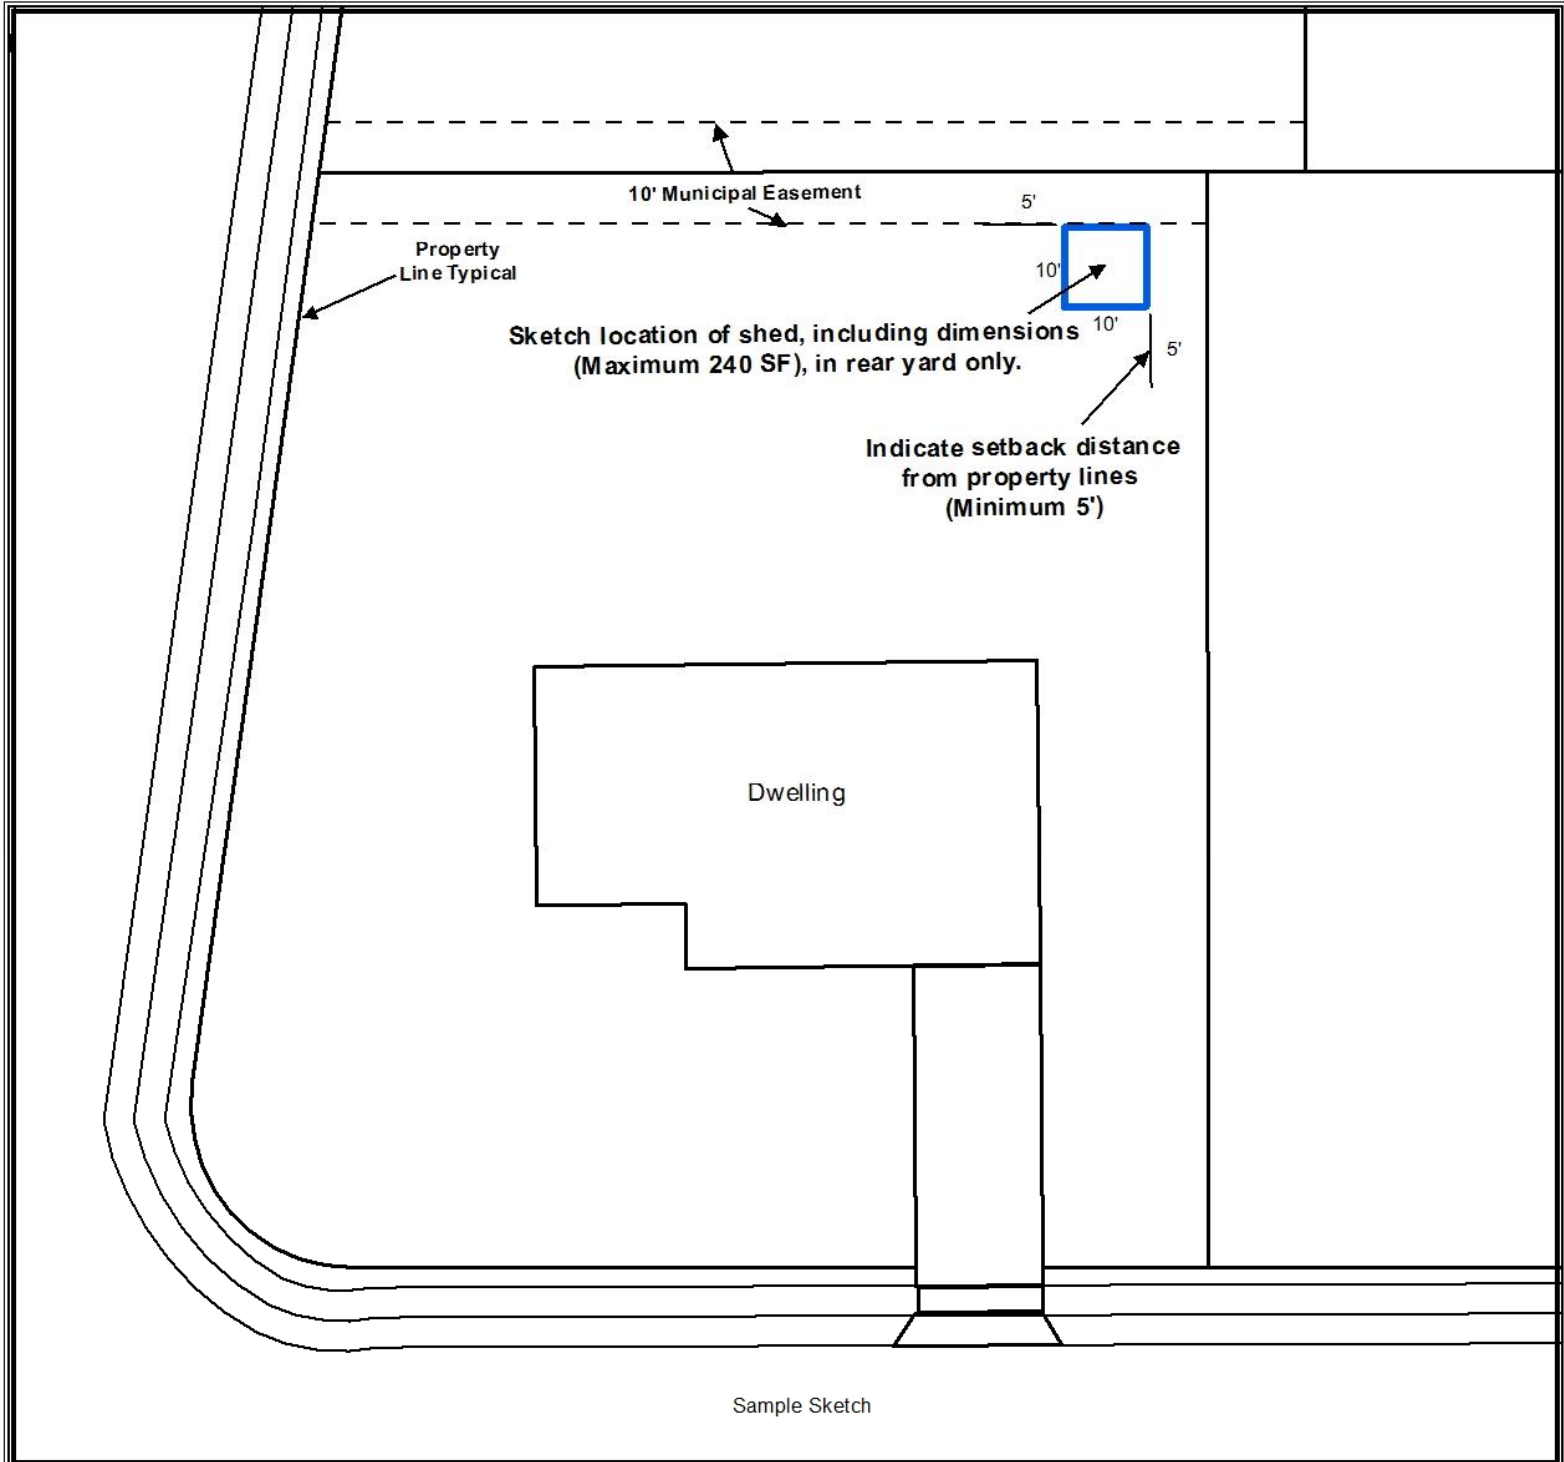 10' Municipal Easement
5'
Property
Line Typical
10'
Sketch location of shed, including dimensions
(Maximum 240 SF), in rear yard only.
10'
5'
Indicate setback distance
from property lines
(Minimum 5')
Dwelling
Sample Sketch